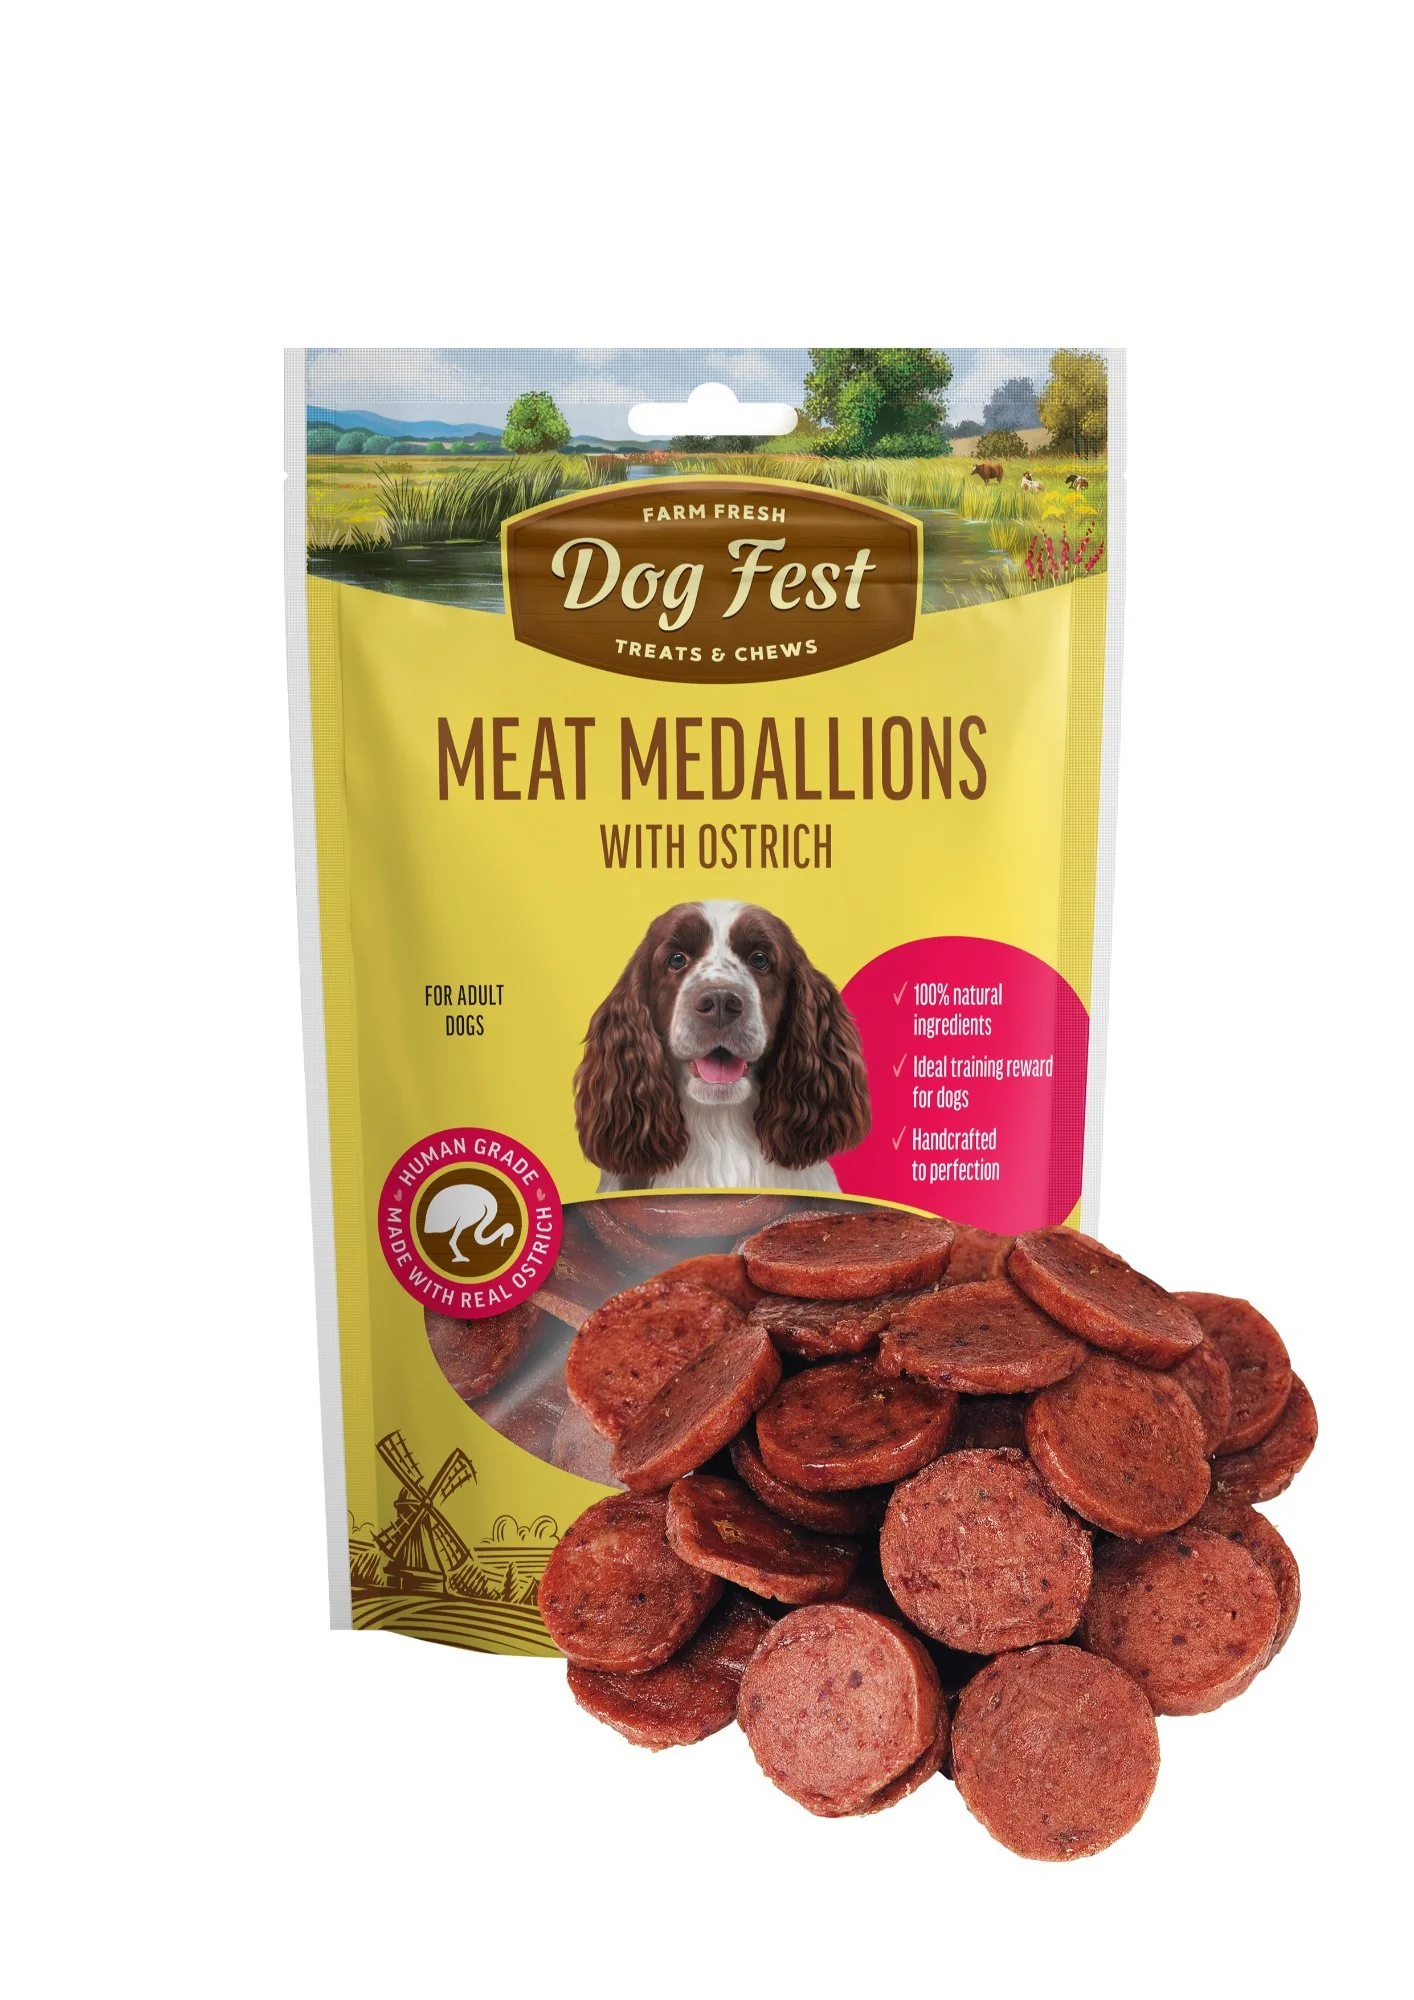 FARM FRESH
Dog Fest
TREATS & CHEWS
MEAT MEDALLIONS
WITH OSTRICH
FOR ADULT
DOGS
✓ 100% natural
ingredients
✓ Ideal training reward
for dogs
✓ Handcrafted
to perfection
HUMAN GRADE
MADE WITH REAL OSTRICH